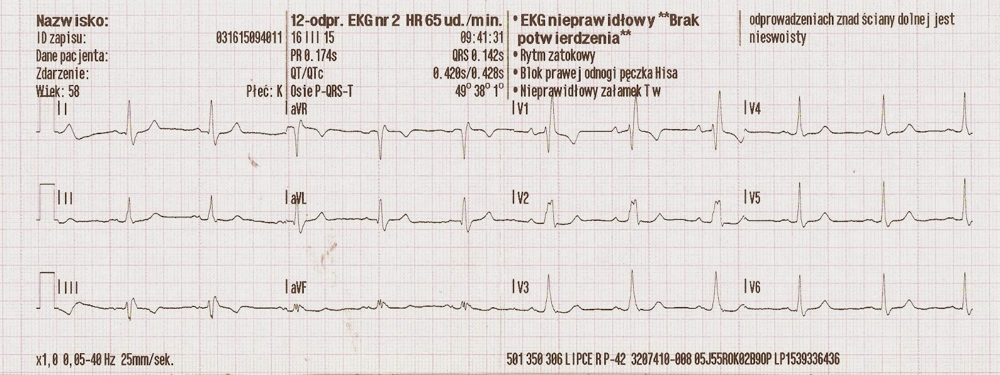 Nazwisko:
ID zapisu: 031615094011
Dane pacjenta:
Zdarzenie:
Wiek: 58 Płeć: K
12-odpr. EKG nr 2 HR 65 ud./min.
16 III 15 09:41:31
PR 0.174s QRS 0.142s
QT/QTc 0.420s/0.428s
Osie P-QRS-T 49° 38° 1°
• EKG nieprawidłowy **Brak
potwierdzenia**
• Rytm zatokowy
• Blok prawej odnogi pęczka Hisa
• Nieprawidłowy załamek T w
odprowadzeniach znad ściany dolnej jest
nieswoisty
I aVR V1 V4
II aVL V2 V5
III aVF V3 V6
x1,0 0,05-40 Hz 25mm/sek.
501 350 306 LIPCE R P-42 3207410-008 05J55ROK02B9OP LP1539336436